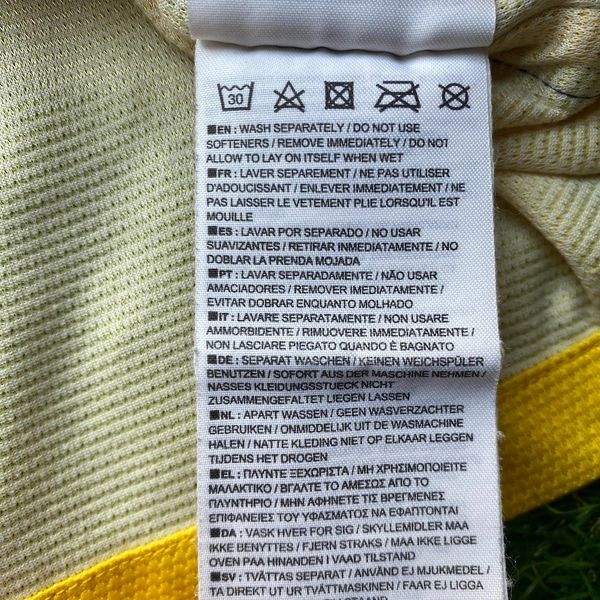 30
EN : WASH SEPARATELY / DO NOT USE
SOFTENERS / REMOVE IMMEDIATELY / DO NOT
ALLOW TO LAY ON ITSELF WHEN WET
FR : LAVER SEPAREMENT / NE PAS UTILISER
D'ADOUCISSANT / ENLEVER IMMEDIATEMENT / NE
PAS LAISSER LE VETEMENT PLIE LORSQU'IL EST
MOUILLE
ES : LAVAR POR SEPARADO / NO USAR
SUAVIZANTES / RETIRAR INMEDIATAMENTE / NO
DOBLAR LA PRENDA MOJADA
PT : LAVAR SEPARADAMENTE / NÃO USAR
AMACIADORES / REMOVER IMEDIATAMENTE /
EVITAR DOBRAR ENQUANTO MOLHADO
IT : LAVARE SEPARATAMENTE / NON USARE
AMMORBIDENTE / RIMUOVERE IMMEDIATAMENTE /
NON LASCIARE PIEGATO QUANDO È BAGNATO
DE : SEPARAT WASCHEN / KEINEN WEICHSPÜLER
BENUTZEN / SOFORT AUS DER MASCHINE NEHMEN /
NASSES KLEIDUNGSSTUECK NICHT
ZUSAMMENGEFALTET LIEGEN LASSEN
NL : APART WASSEN / GEEN WASVERZACHTER
GEBRUIKEN / ONMIDDELIJK UIT DE WASMACHINE
HALEN / NATTE KLEDING NIET OP ELKAAR LEGGEN
TIJDENS HET DROGEN
EL : ΠΛΥΝΤΕ ΞΕΧΩΡΙΣΤΑ / ΜΗ ΧΡΗΣΙΜΟΠΟΙΕΙΤΕ
ΜΑΛΑΚΤΙΚΟ / ΒΓΑΛΤΕ ΤΟ ΑΜΕΣΩΣ ΑΠΟ ΤΟ
ΠΛΥΝΤΗΡΙΟ / ΜΗΝ ΑΦΗΝΕΤΕ ΤΙΣ ΒΡΕΓΜΕΝΕΣ
ΕΠΙΦΑΝΕΙΕΣ ΤΟΥ ΥΦΑΣΜΑΤΟΣ ΝΑ ΕΦΑΠΤΟΝΤΑΙ
DA : VASK HVER FOR SIG / SKYLLEMIDLER MAA
IKKE BENYTTES / FJERN STRAKS / MAA IKKE LIGGE
OVEN PAA HINANDEN I VAAD TILSTAND
SV : TVÄTTAS SEPARAT / ANVÄND EJ MJUKMEDEL /
TA DIREKT UT UR TVÄTTMASKINEN / FAAR EJ LIGGA